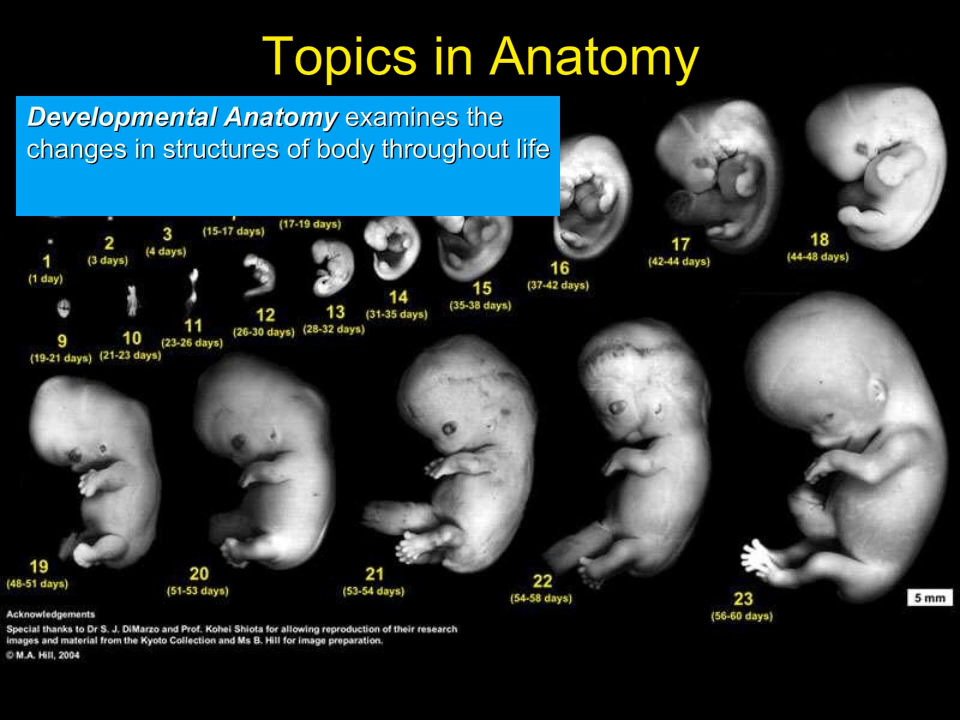 Topics in Anatomy
Developmental Anatomy examines the
changes in structures of body throughout life
1
(1 day)
2
(3 days)
3
(4 days)
(15-17 days)
(17-19 days)
9
(19-21 days)
10
(21-23 days)
11
(23-26 days)
12
(26-30 days)
13
(28-32 days)
14
(31-35 days)
15
(35-38 days)
16
(37-42 days)
17
(42-44 days)
18
(44-48 days)
19
(48-51 days)
20
(51-53 days)
21
(53-54 days)
22
(54-58 days)
23
(56-60 days)
5 mm
Acknowledgements
Special thanks to Dr S. J. DiMarzo and Prof. Kohei Shiota for allowing reproduction of their research
images and material from the Kyoto Collection and Ms B. Hill for image preparation.
© M.A. Hill, 2004